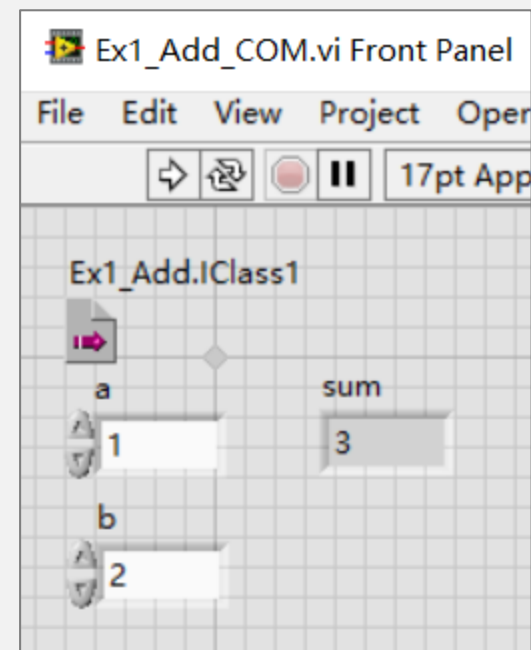 Ex1_Add_COM.vi Front Panel
File Edit View Project Oper
17pt App
Ex1_Add.IClass1
a
sum
1
3
b
2